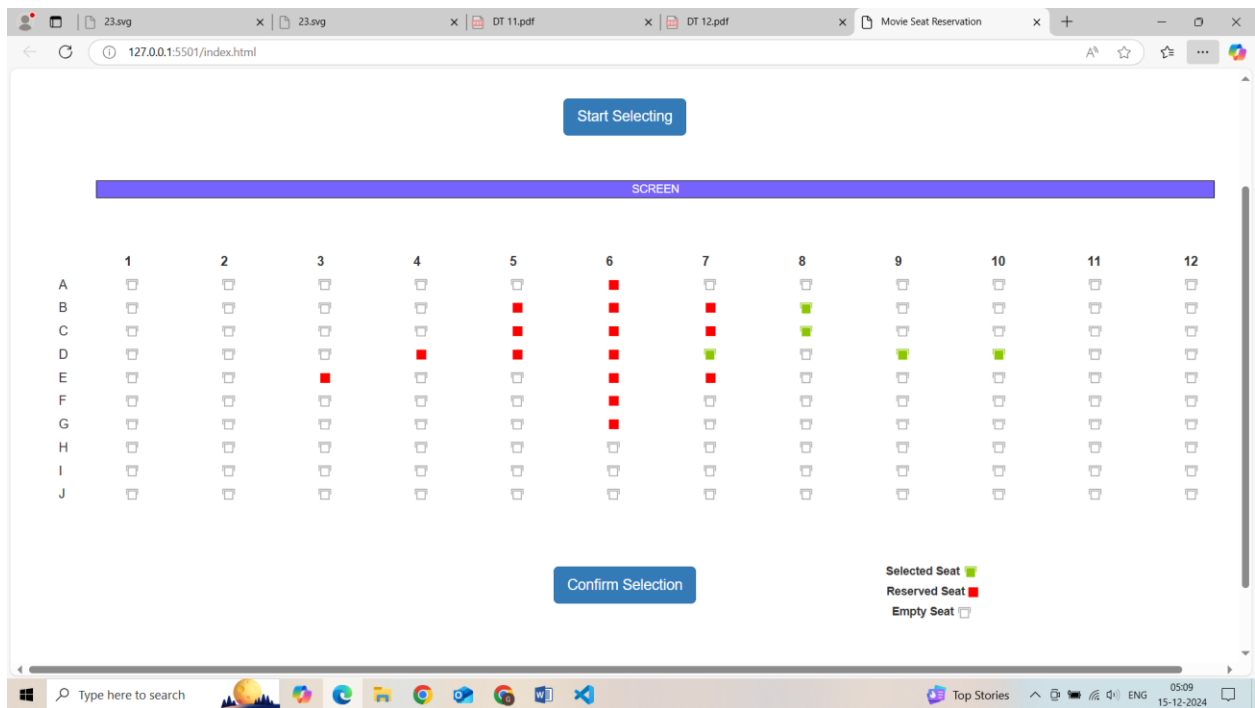 23.svg 23.svg DT 11.pdf DT 12.pdf Movie Seat Reservation
127.0.0.1:5501/index.html
Start Selecting
SCREEN
1 2 3 4 5 6 7 8 9 10 11 12
A
B
C
D
E
F
G
H
I
J
Confirm Selection
Selected Seat
Reserved Seat
Empty Seat
Type here to search
Top Stories
ENG
05:09
15-12-2024